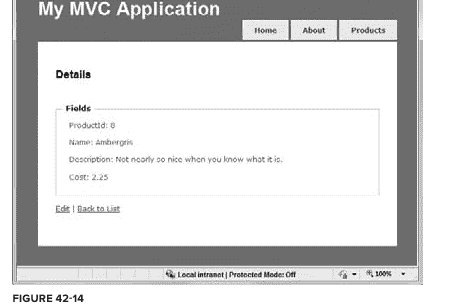 My MVC Application
Home About Products
Details
Fields
ProductId: 8
Name: Ambergris
Description: Not nearly so nice when you know what it is.
Cost: 2.25
Edit | Back to List
Local intranet | Protected Mode: Off
100%
FIGURE 42-14